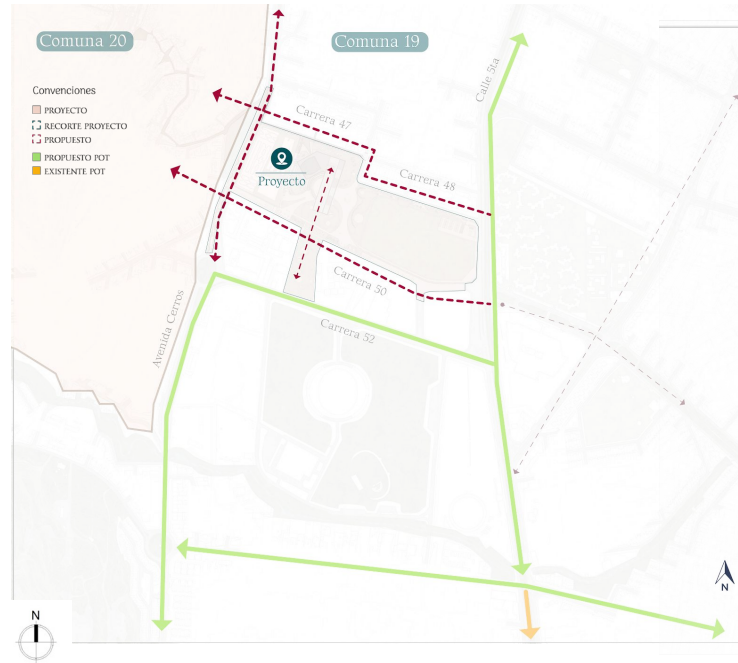 Comuna 20
Comuna 19
Calle 5ta
Convenciones
PROYECTO
RECORTE PROYECTO
PROPUESTO
PROPUESTO POT
EXISTENTE POT
Carrera 47
Carrera 48
Proyecto
Carrera 50
Carrera 52
Avenida Cerros
N
N